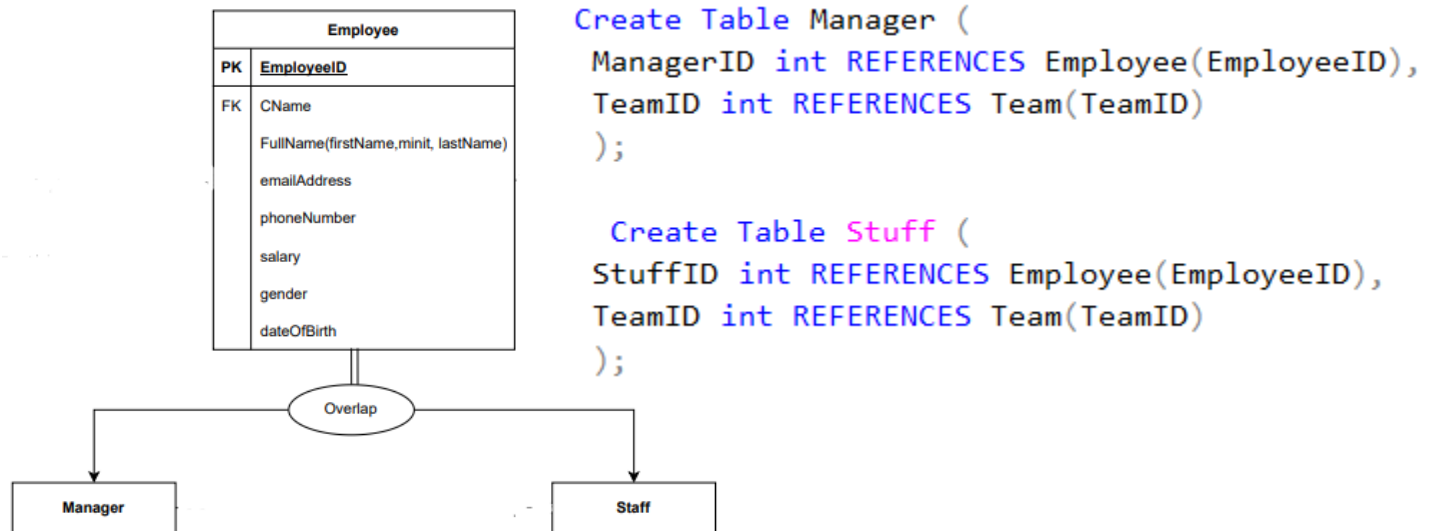 Employee
PK EmployeeID
FK CName
FullName(firstName,minit, lastName)
emailAddress
phoneNumber
salary
gender
dateOfBirth
Overlap
Manager
Staff
Create Table Manager (
ManagerID int REFERENCES Employee(EmployeeID),
TeamID int REFERENCES Team(TeamID)
);
Create Table Stuff (
StuffID int REFERENCES Employee(EmployeeID),
TeamID int REFERENCES Team(TeamID)
);